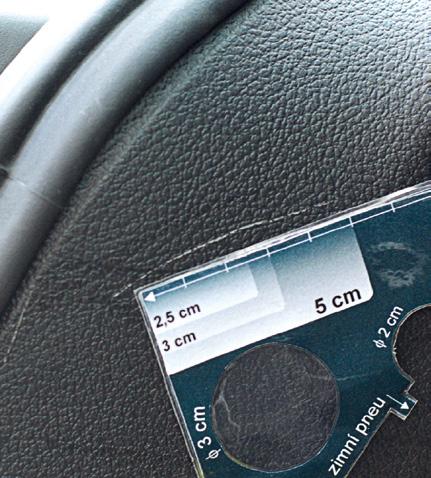 2,5 cm
3 cm
5 cm
ϕ 2 cm
ϕ 3 cm
zimní pneu